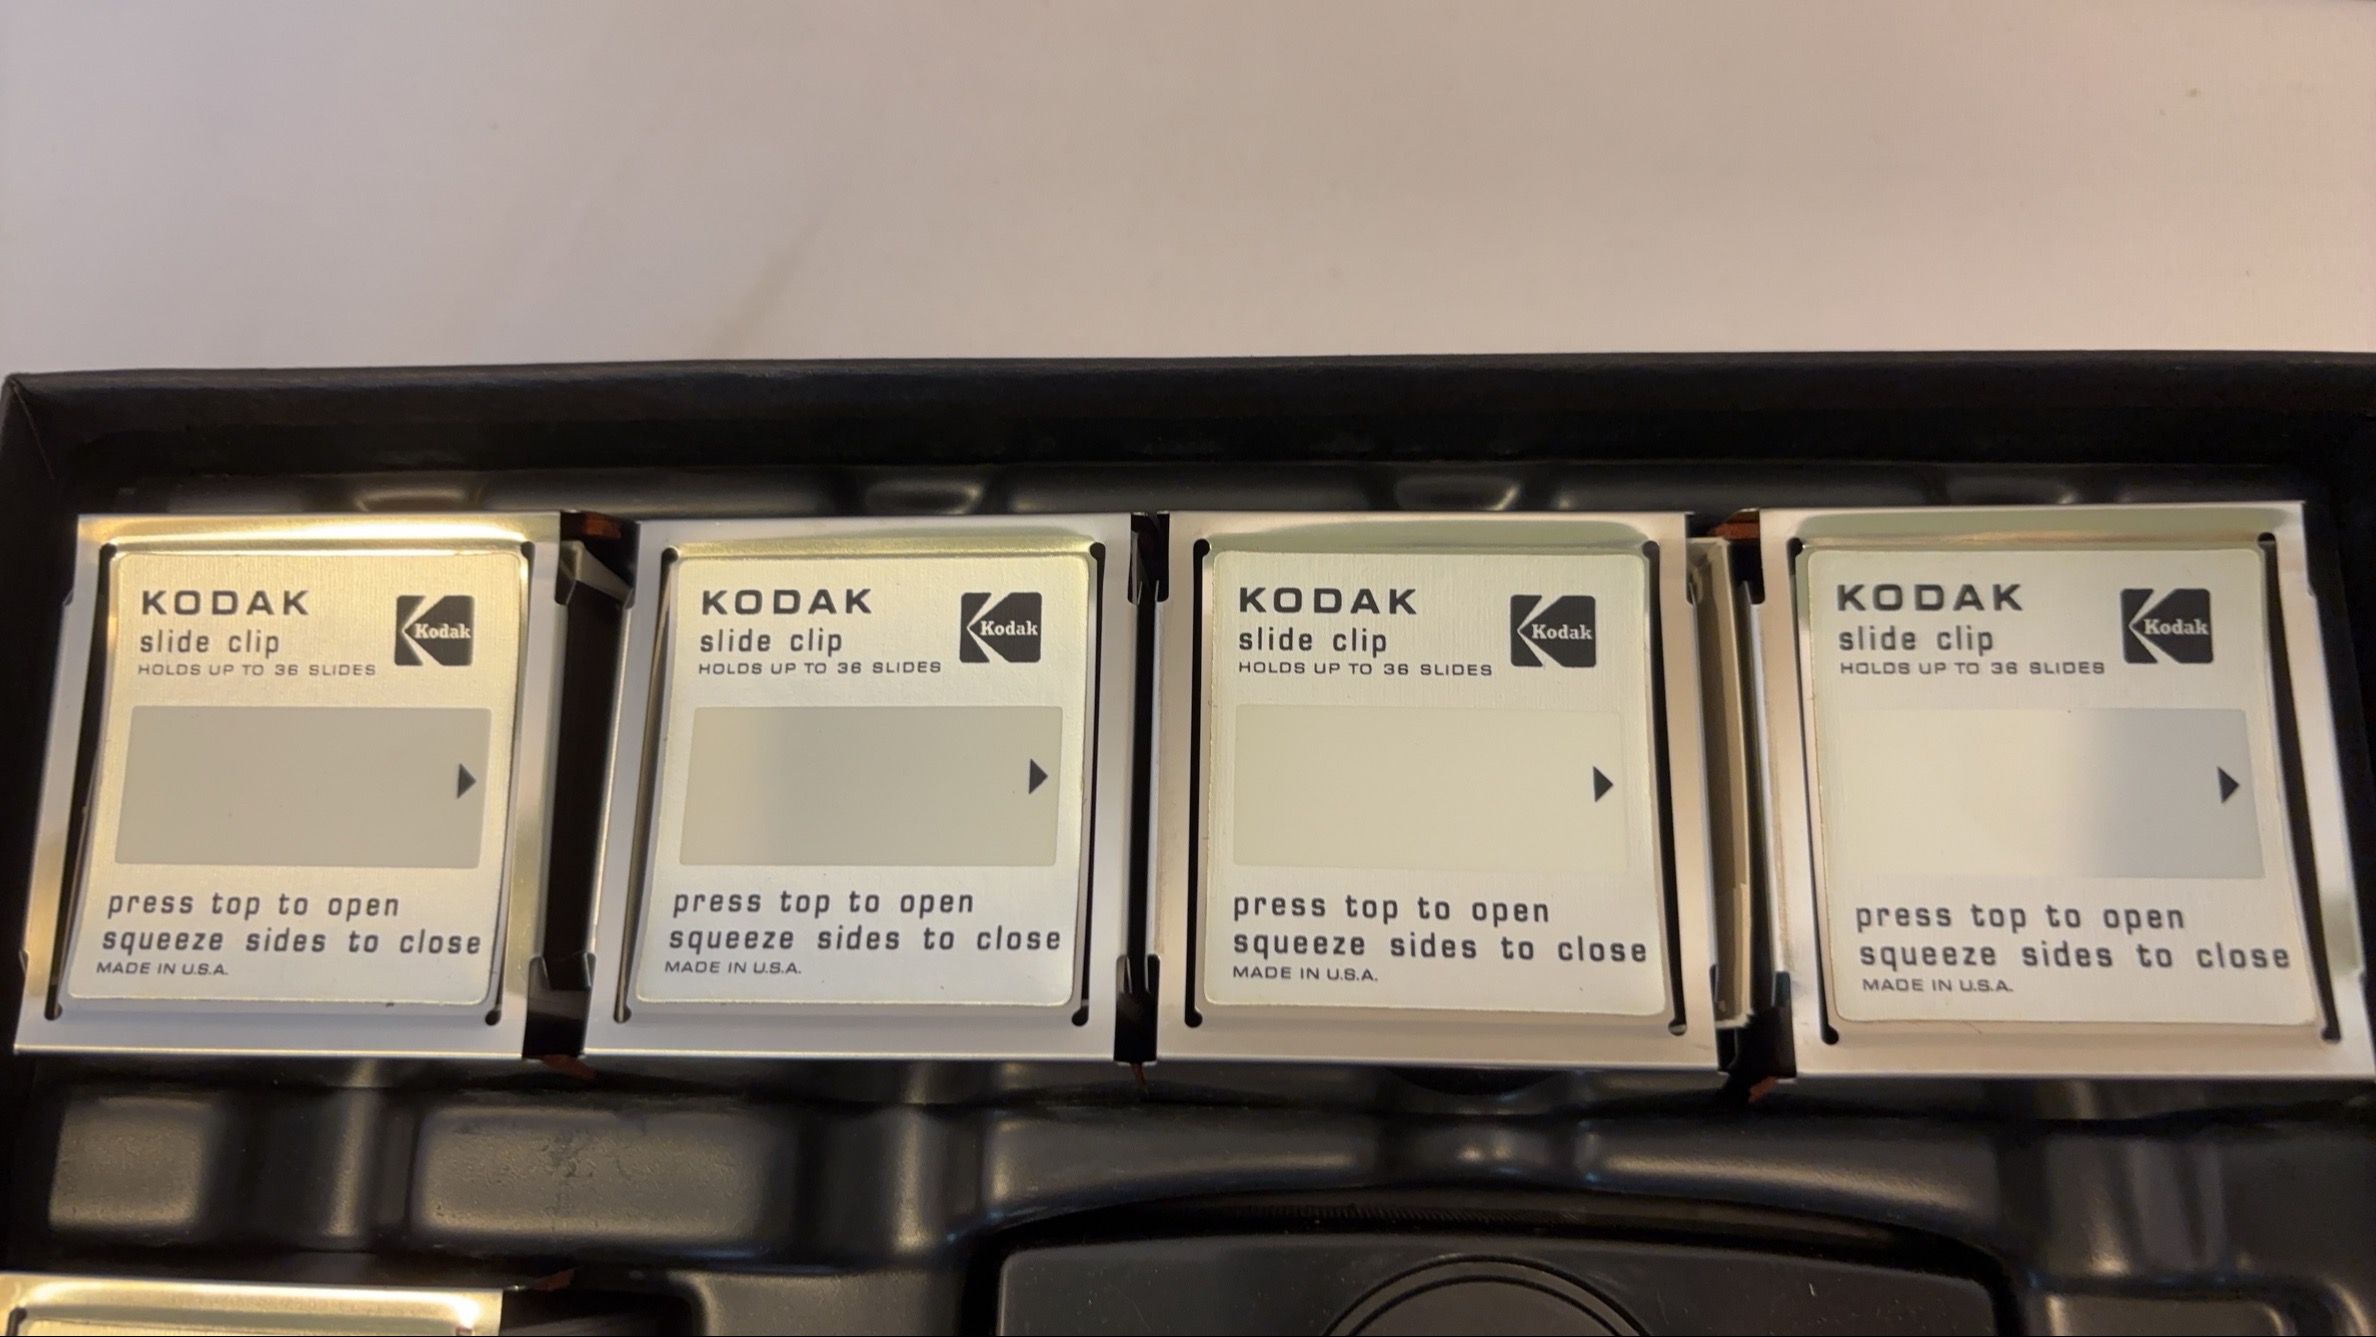 KODAK
Kodak
slide clip
HOLDS UP TO 36 SLIDES
press top to open
squeeze sides to close
MADE IN U.S.A.
KODAK
Kodak
slide clip
HOLDS UP TO 36 SLIDES
press top to open
squeeze sides to close
MADE IN U.S.A.
KODAK
Kodak
slide clip
HOLDS UP TO 36 SLIDES
press top to open
squeeze sides to close
MADE IN U.S.A.
KODAK
Kodak
slide clip
HOLDS UP TO 36 SLIDES
press top to open
squeeze sides to close
MADE IN U.S.A.